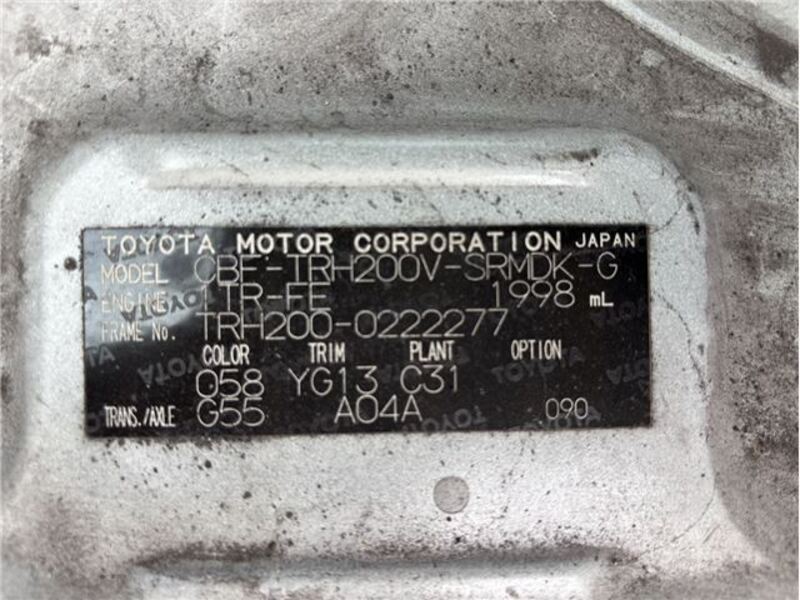 TOYOTA MOTOR CORPORATION JAPAN
MODEL CBF-TRH200V-SRMDK-G
ENGINE 1TR-FE 1998 mL
FRAME No. TRH200-0222277
COLOR TRIM PLANT OPTION
058 YG13 C31
TRANS./AXLE G55 A04A 090